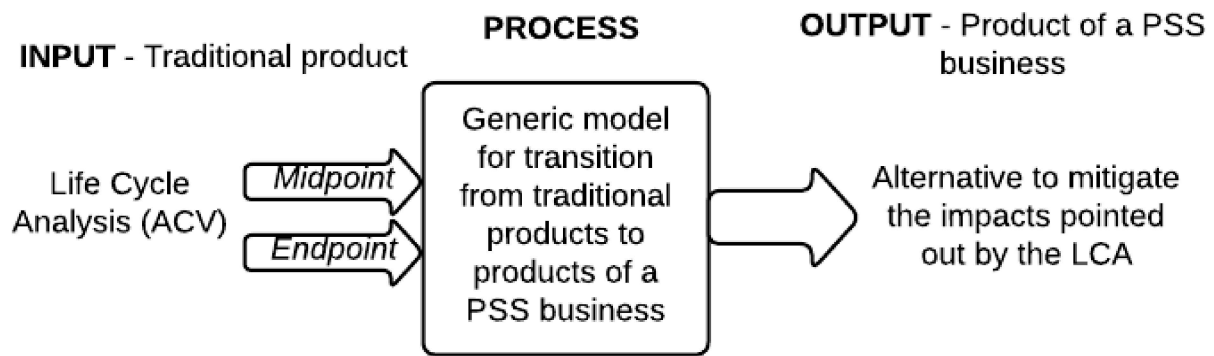 INPUT - Traditional product
Life Cycle
Analysis (ACV)
Midpoint
Endpoint
PROCESS
Generic model
for transition
from traditional
products to
products of a
PSS business
OUTPUT - Product of a PSS
business
Alternative to mitigate
the impacts pointed
out by the LCA